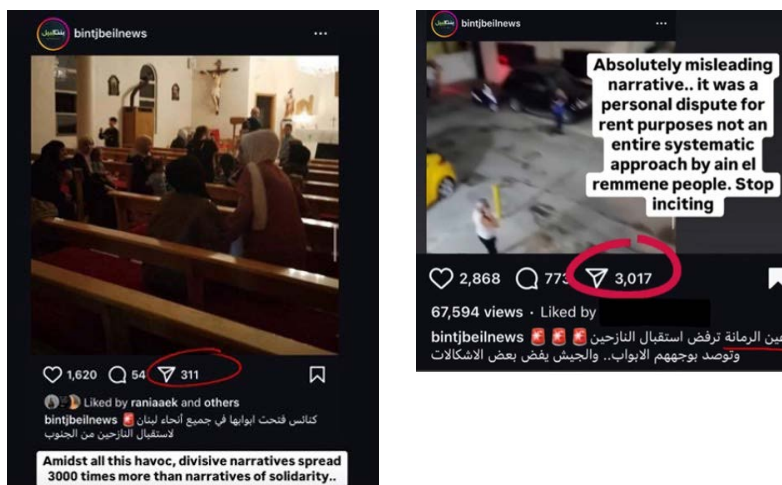 bintjbeilnews
1,620 54 311
Liked by raniaaek and others
bintjbeilnews 🚨 كنائس فتحت ابوابها في جميع أنحاء لبنان
لاستقبال النازحين من الجنوب
Amidst all this havoc, divisive narratives spread
3000 times more than narratives of solidarity..
bintjbeilnews
Absolutely misleading
narrative.. it was a
personal dispute for
rent purposes not an
entire systematic
approach by ain el
remmene people. Stop
inciting
2,868 773 3,017
67,594 views · Liked by
bintjbeilnews 🚨 🚨 🚨 عين الرمانة ترفض استقبال النازحين
وتوصد بوجههم الابواب.. والجيش يفض بعض الاشكالات